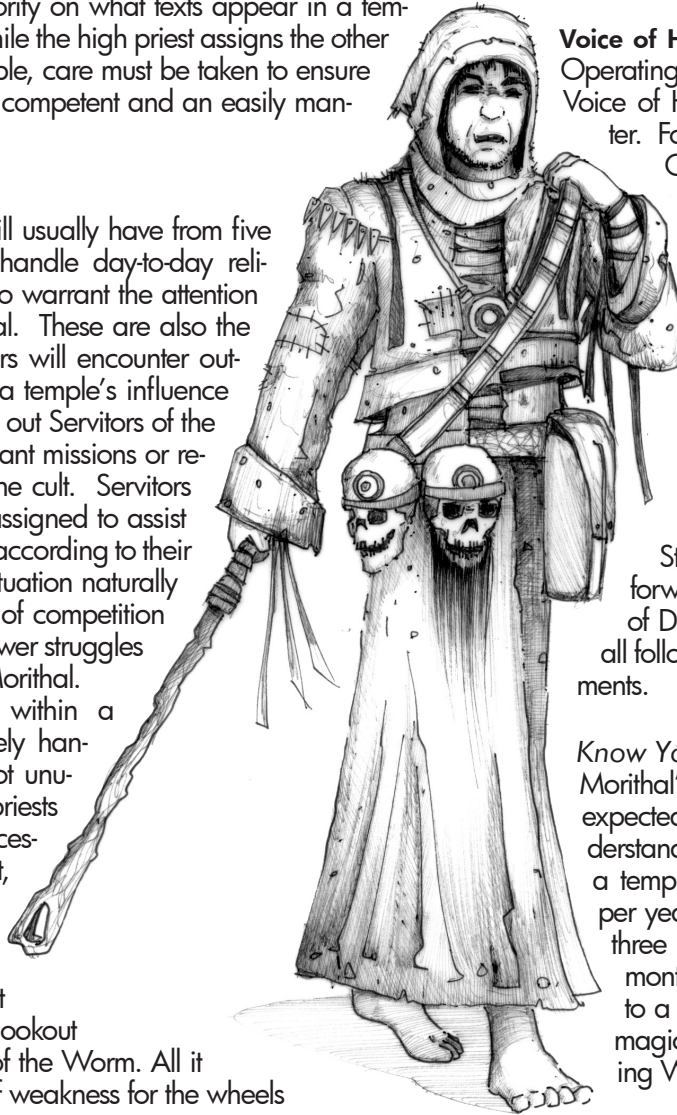 ority on what texts appear in a tem-
hile the high priest assigns the other
ple, care must be taken to ensure
competent and an easily man-
ill usually have from five
handle day-to-day reli-
o warrant the attention
al. These are also the
rs will encounter out-
a temple's influence
out Servitors of the
ant missions or re-
he cult. Servitors
assigned to assist
according to their
tuation naturally
of competition
wer struggles
Morithal.
within a
ely han-
ot unu-
priests
ces-
t,
t
ookout
of the Worm. All it
f weakness for the wheels
Voice of H
Operating
Voice of H
ter. Fo
St
forw
of D
all follo
ments.
Know Yo
Morithal'
expected
derstand
a temp
per yea
three
mont
to a
magic
ing V